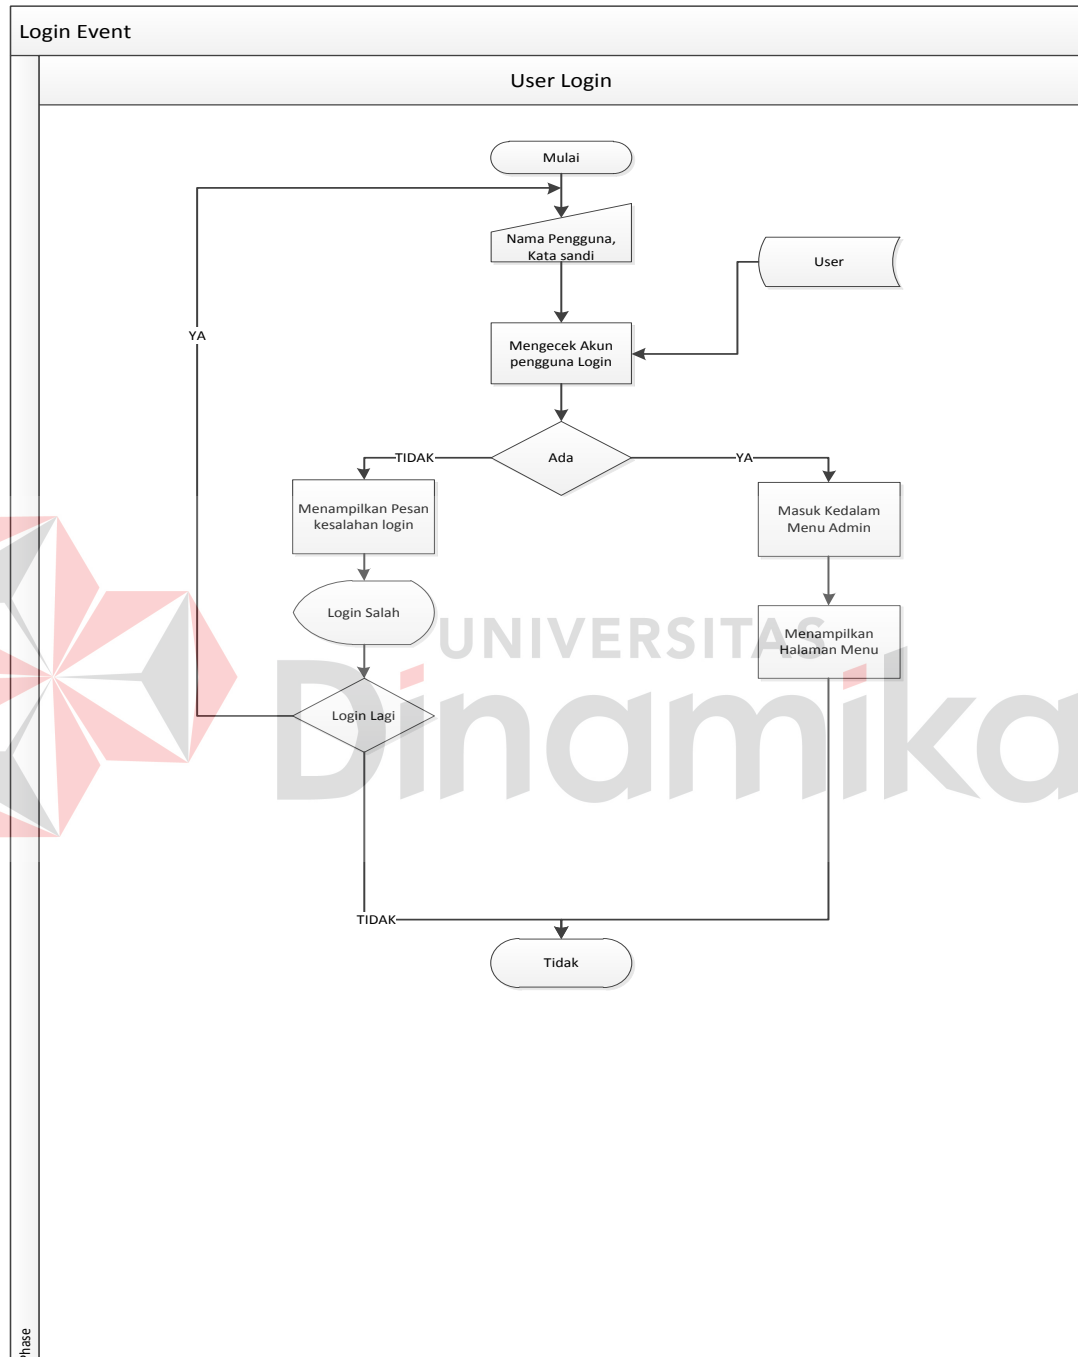 Login Event
User Login
Mulai
Nama Pengguna,
Kata sandi
User
YA
Mengecek Akun
pengguna Login
TIDAK
Ada
YA
Menampilkan Pesan
kesalahan login
Masuk Kedalam
Menu Admin
Login Salah
UNIVERSITAS
Dinamika
Menampilkan
Halaman Menu
Login Lagi
TIDAK
Tidak
Phase